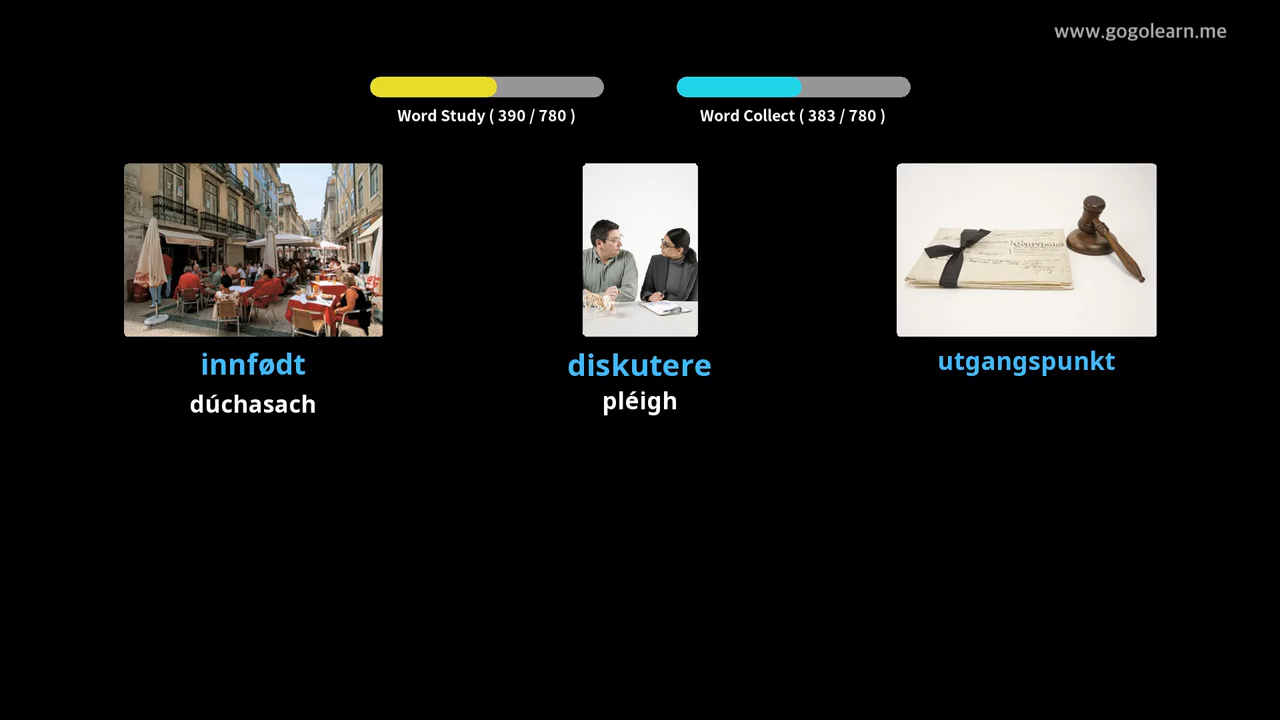 www.gogolearn.me
Word Study ( 390 / 780 )
Word Collect ( 383 / 780 )
innfødt
diskutere
utgangspunkt
dúchasach
pléigh